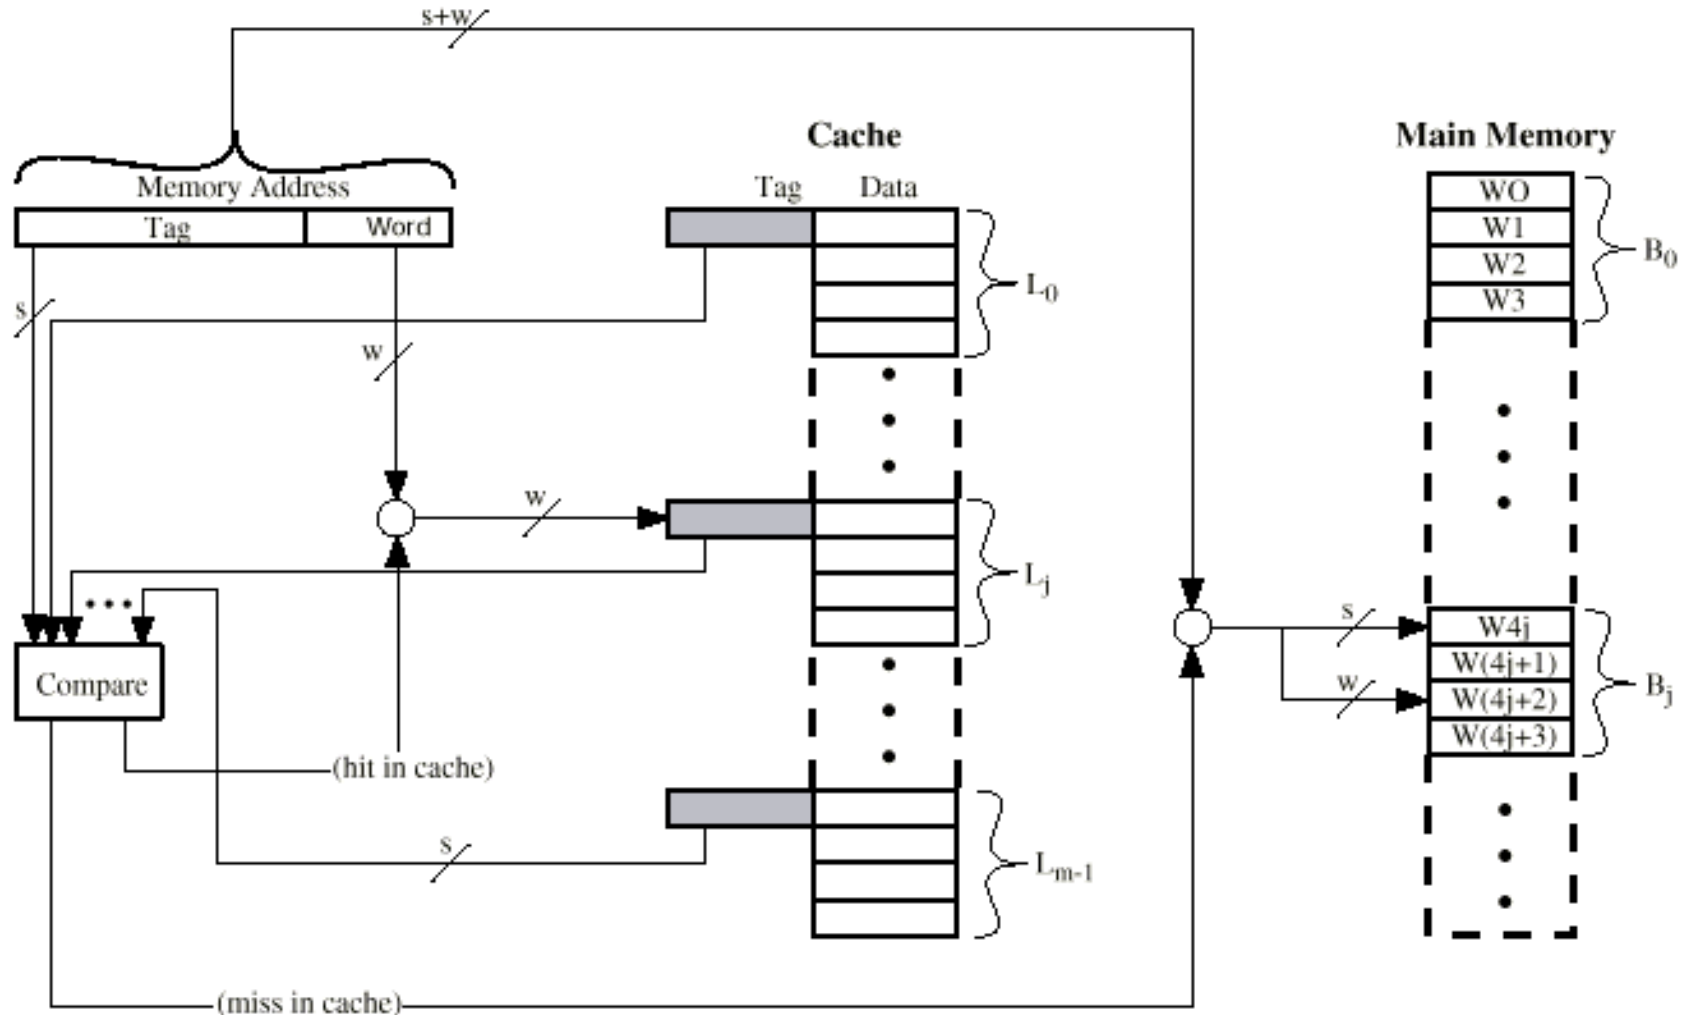 s+w
Cache
Main Memory
Memory Address
Tag Data
Tag Word
WO
W1
W2
W3
B0
L0
s
w
w
Lj
s
W4j
W(4j+1)
w
W(4j+2)
W(4j+3)
Bj
Compare
(hit in cache)
s
Lm-1
(miss in cache)